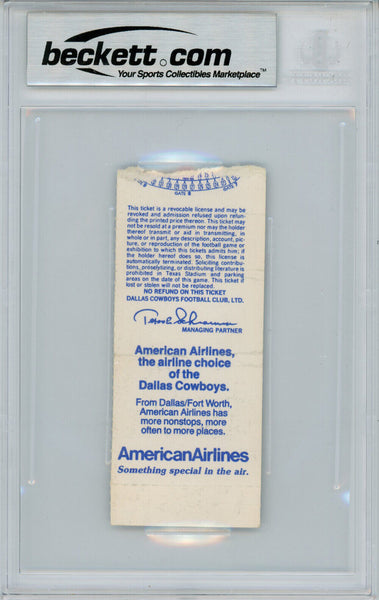 beckett.com
Your Sports Collectibles Marketplace™
GATE 8
This ticket is a revocable license and may be
revoked and admission refused upon refun-
ding the printed price thereon. This ticket may
not be resold at a premium nor may the holder
thereof transmit or aid in transmitting, in
whole or in part, any description, account, pic-
ture, or reproduction of the football game or
exhibition to which this tickets admits him; if
the holder hereof does so, this license is
automatically terminated. Soliciting contribu-
tions, proselytizing, or distributing literature is
prohibited in Texas Stadium and parking
areas on the date of this game. This ticket if
lost or stolen will not be replaced.
NO REFUND ON THIS TICKET
DALLAS COWBOYS FOOTBALL CLUB, LTD.
MANAGING PARTNER
American Airlines,
the airline choice
of the
Dallas Cowboys.
From Dallas/Fort Worth,
American Airlines has
more nonstops, more
often to more places.
AmericanAirlines
Something special in the air.